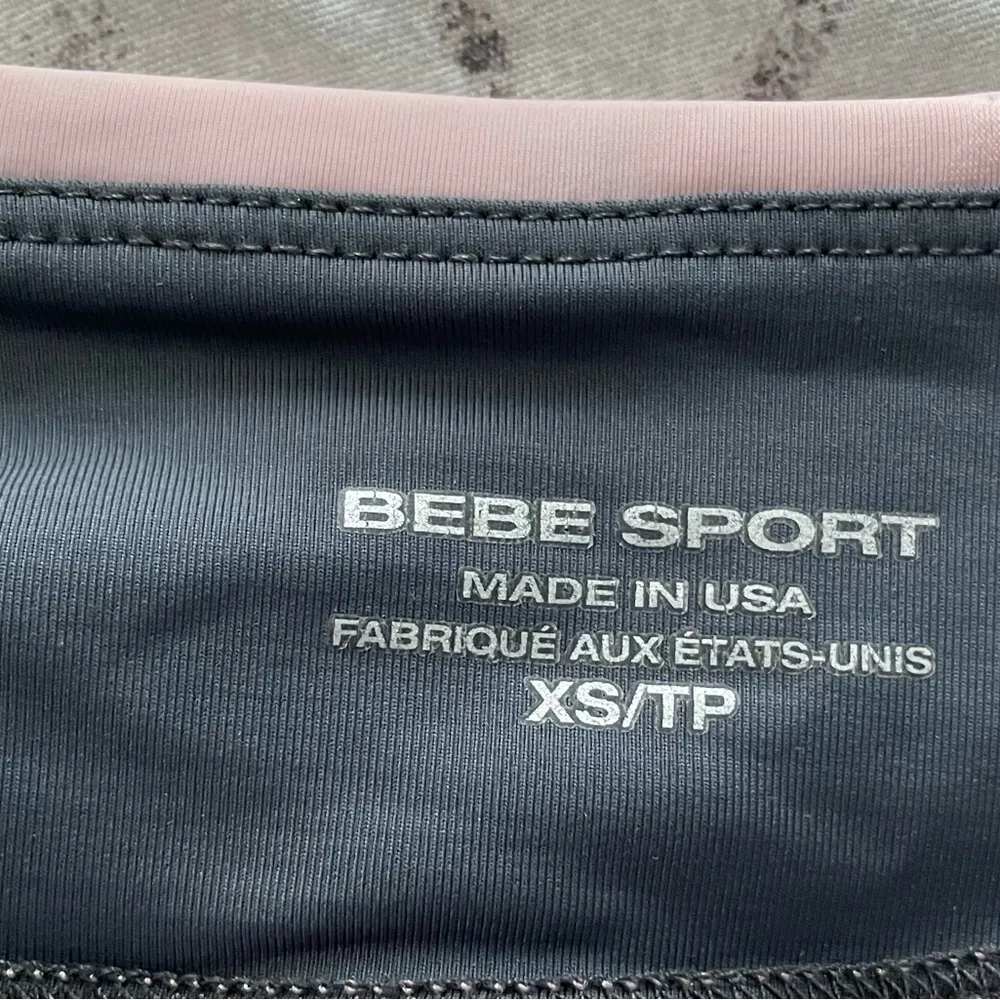 BEBE SPORT
MADE IN USA
FABRIQUÉ AUX ÉTATS-UNIS
XS/TP